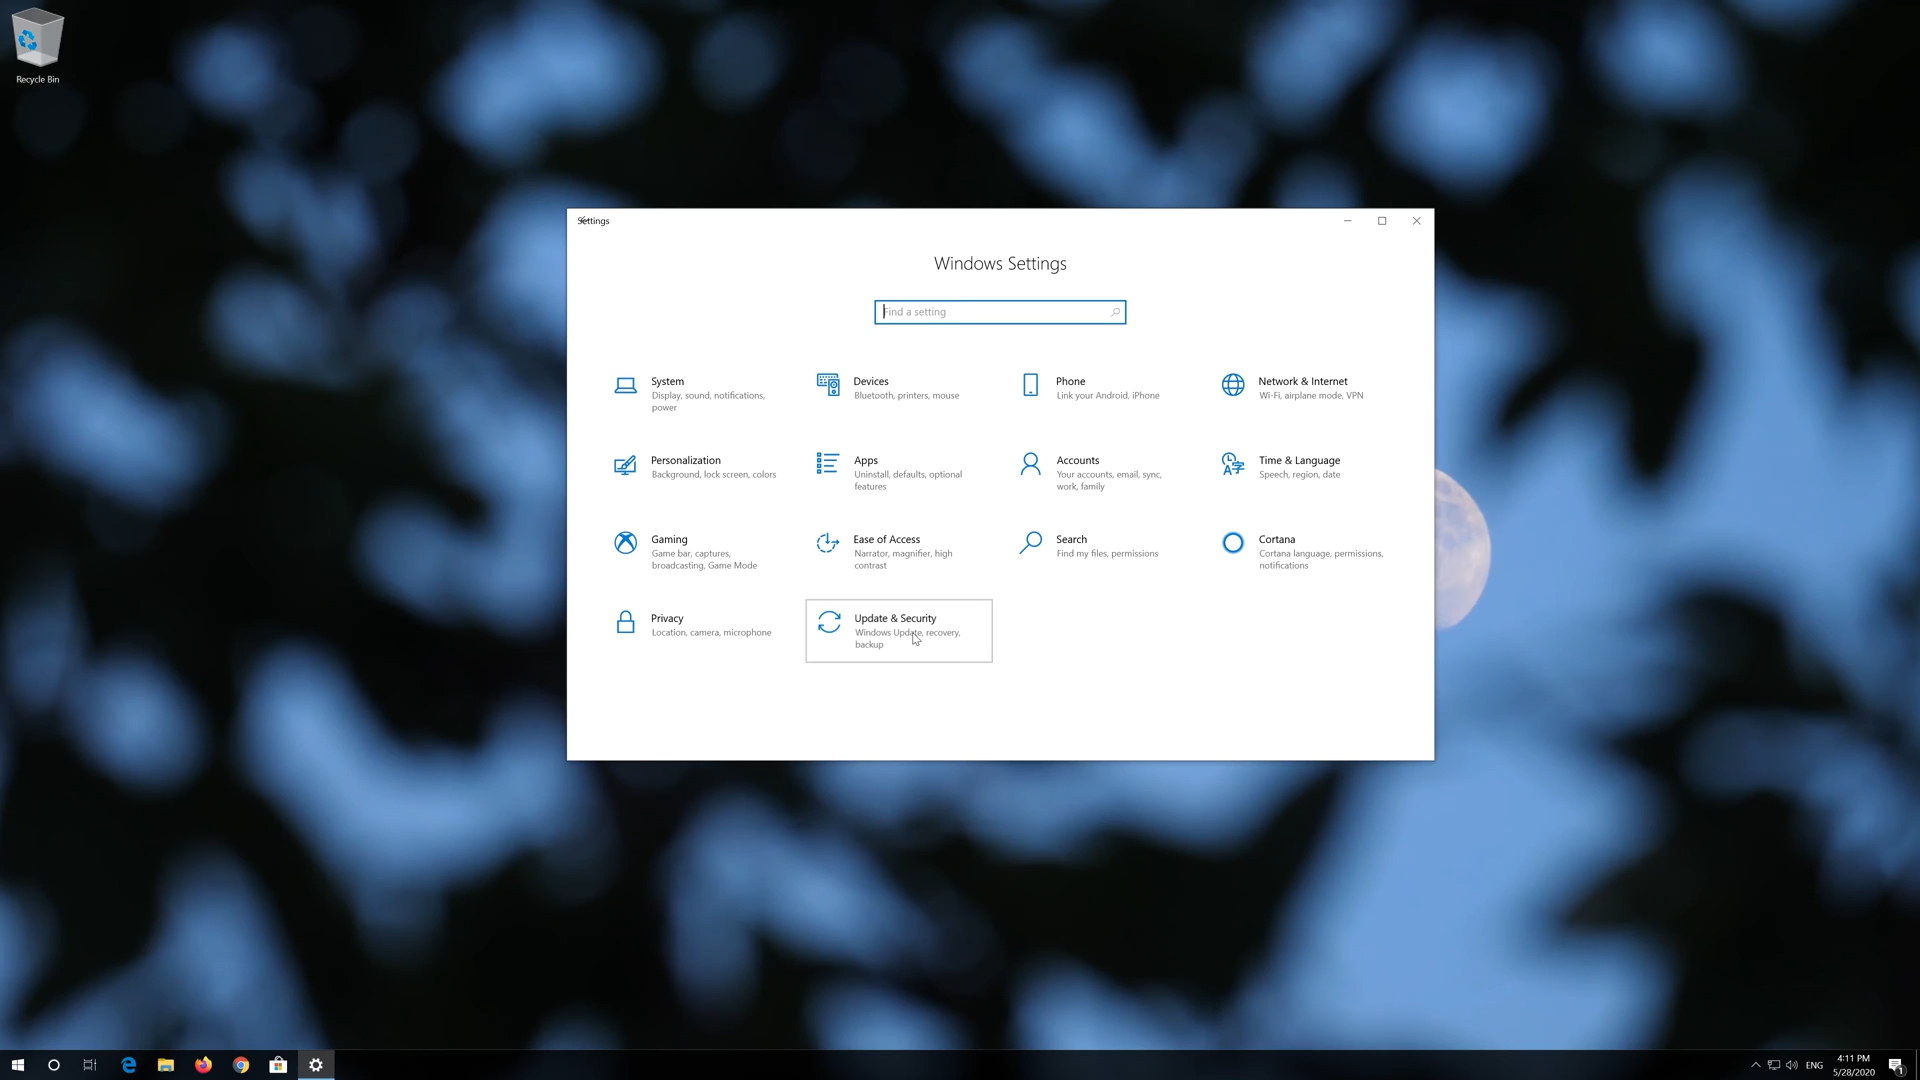 Recycle Bin
Settings
Windows Settings
Find a setting
System
Display, sound, notifications,
power
Devices
Bluetooth, printers, mouse
Phone
Link your Android, iPhone
Network & Internet
Wi-Fi, airplane mode, VPN
Personalization
Background, lock screen, colors
Apps
Uninstall, defaults, optional
features
Accounts
Your accounts, email, sync,
work, family
Time & Language
Speech, region, date
Gaming
Game bar, captures,
broadcasting, Game Mode
Ease of Access
Narrator, magnifier, high
contrast
Search
Find my files, permissions
Cortana
Cortana language, permissions,
notifications
Privacy
Location, camera, microphone
Update & Security
Windows Update, recovery,
backup
ENG
4:11 PM
5/28/2020
1